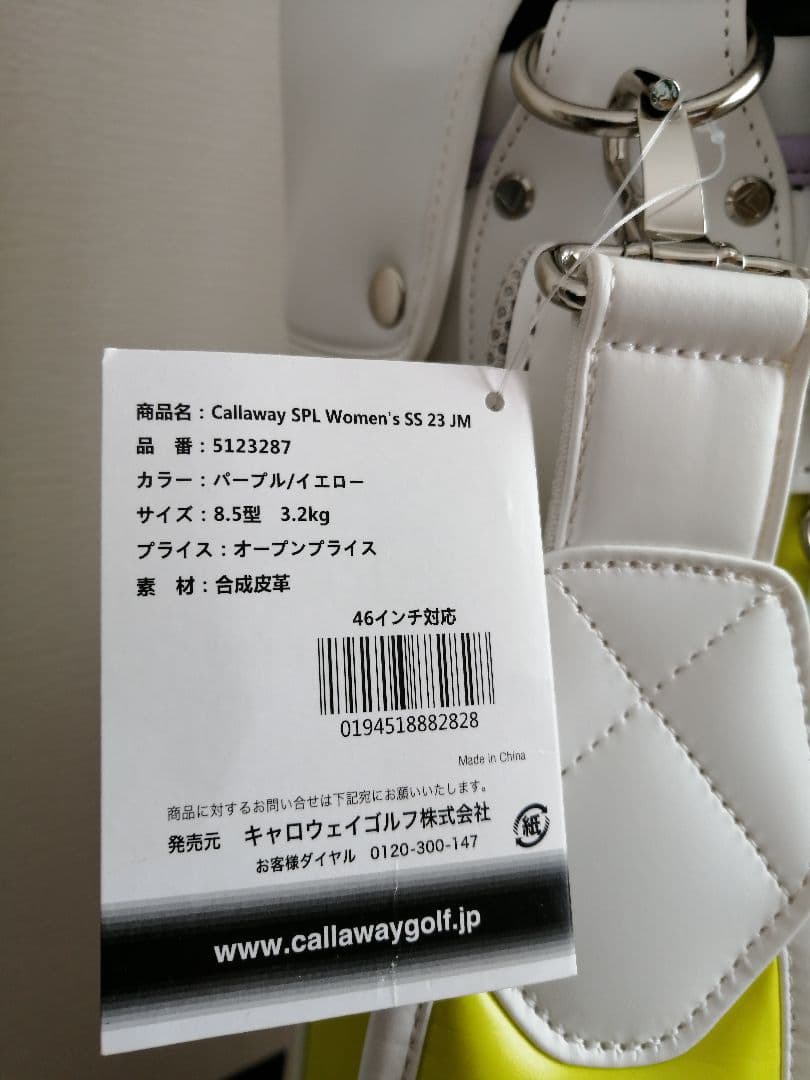 商品名：Callaway SPL Women's SS 23 JM
品　番：5123287
カラー：パープル/イエロー
サイズ：8.5型　3.2kg
プライス：オープンプライス
素　材：合成皮革
46インチ対応
0194518882828
Made in China
商品に対するお問い合せは下記宛にお願いいたします。
発売元　キャロウェイゴルフ株式会社
紙
お客様ダイヤル　0120-300-147
www.callawaygolf.jp